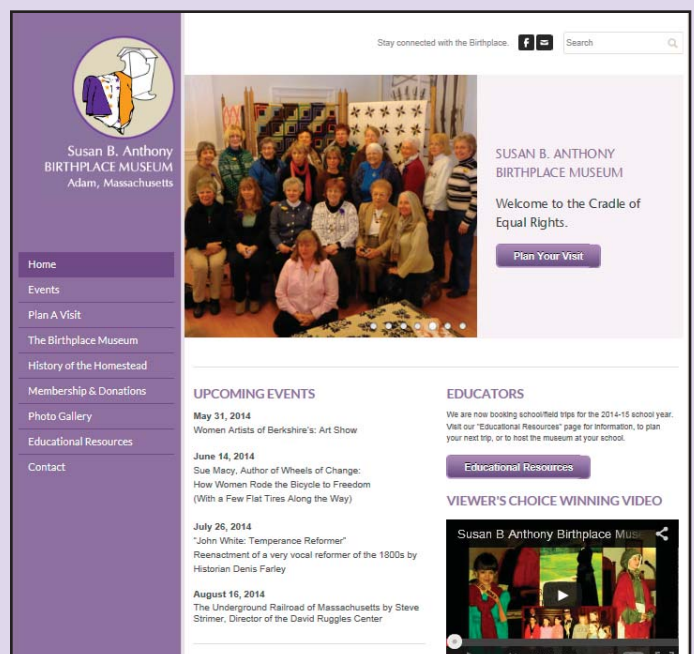 Stay connected with the Birthplace.
Search
Susan B. Anthony
BIRTHPLACE MUSEUM
Adam, Massachusetts
Home
Events
Plan A Visit
The Birthplace Museum
History of the Homestead
Membership & Donations
Photo Gallery
Educational Resources
Contact
SUSAN B. ANTHONY
BIRTHPLACE MUSEUM
Welcome to the Cradle of
Equal Rights.
Plan Your Visit
UPCOMING EVENTS
May 31, 2014
Women Artists of Berkshire's: Art Show
June 14, 2014
Sue Macy, Author of Wheels of Change:
How Women Rode the Bicycle to Freedom
(With a Few Flat Tires Along the Way)
July 26, 2014
"John White: Temperance Reformer"
Reenactment of a very vocal reformer of the 1800s by
Historian Denis Farley
August 16, 2014
The Underground Railroad of Massachusetts by Steve
Strimer, Director of the David Ruggles Center
EDUCATORS
We are now booking school/field trips for the 2014-15 school year.
Visit our "Educational Resources" page for information, to plan
your next trip, or to host the museum at your school.
Educational Resources
VIEWER'S CHOICE WINNING VIDEO
Susan B Anthony Birthplace Muse